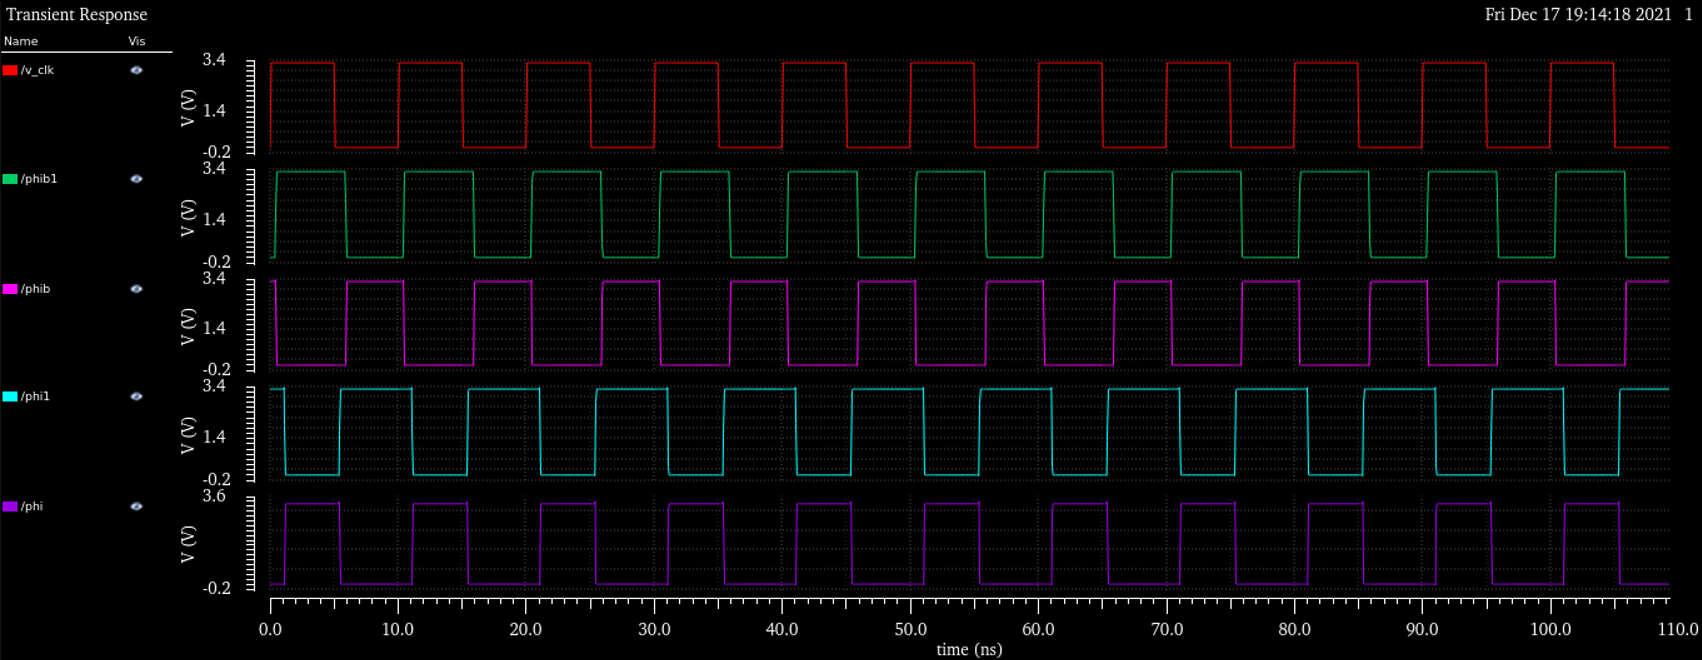 Transient Response
Fri Dec 17 19:14:18 2021 1
Name Vis
/v_clk
V (V)
3.4
1.4
-0.2
/phib1
V (V)
3.4
1.4
-0.2
/phib
V (V)
3.4
1.4
-0.2
/phi1
V (V)
3.4
1.4
-0.2
/phi
V (V)
3.6
-0.2
0.0 10.0 20.0 30.0 40.0 50.0 60.0 70.0 80.0 90.0 100.0 110.0
time (ns)